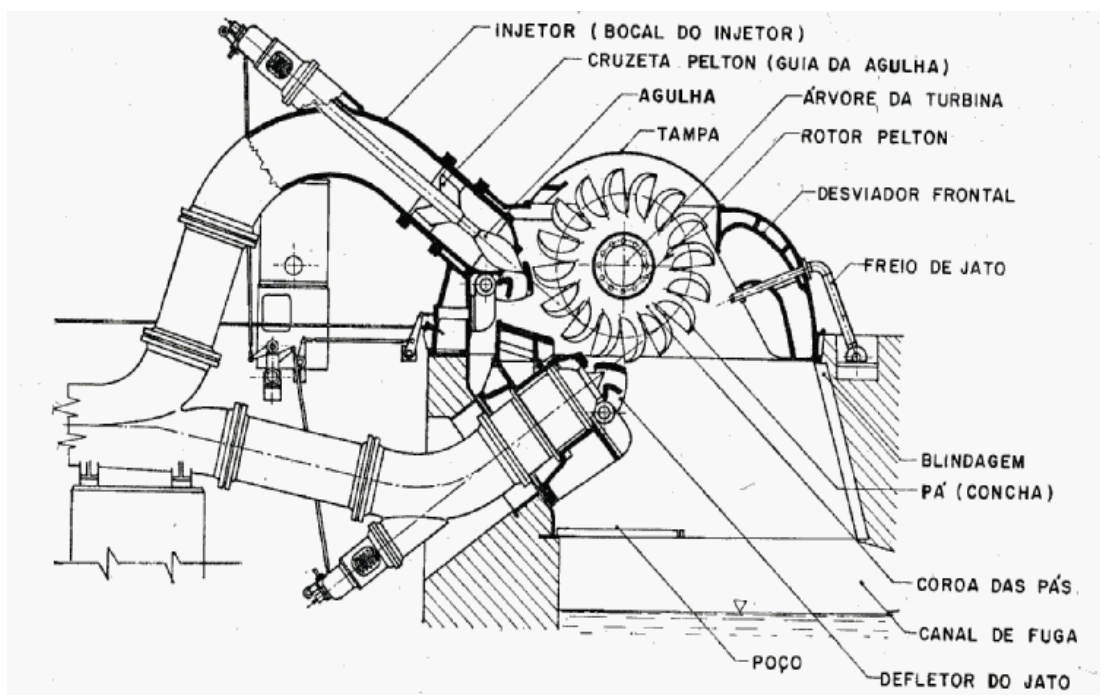 INJETOR (BOCAL DO INJETOR)
CRUZETA PELTON (GUIA DA AGULHA)
AGULHA
ÁRVORE DA TURBINA
TAMPA
ROTOR PELTON
DESVIADOR FRONTAL
FREIO DE JATO
BLINDAGEM
PÁ (CONCHA)
COROA DAS PÁS
CANAL DE FUGA
POÇO
DEFLETOR DO JATO